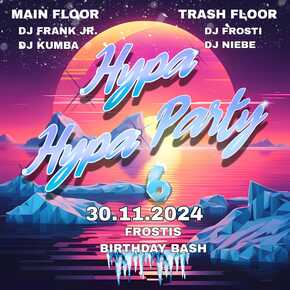 MAIN FLOOR
DJ FRANK JR.
DJ KUMBA
TRASH FLOOR
DJ FROSTI
DJ NIEBE
Hypa
Hypa Party
6
30.11.2024
FROSTIS
BIRTHDAY BASH